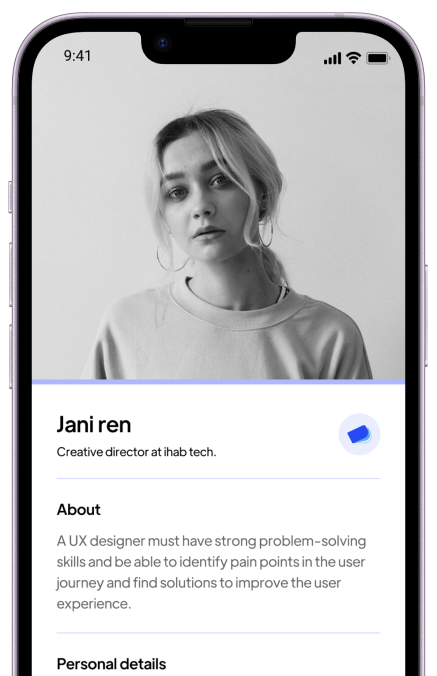 9:41
Jani ren
Creative director at ihab tech.
About
A UX designer must have strong problem-solving
skills and be able to identify pain points in the user
journey and find solutions to improve the user
experience.
Personal details